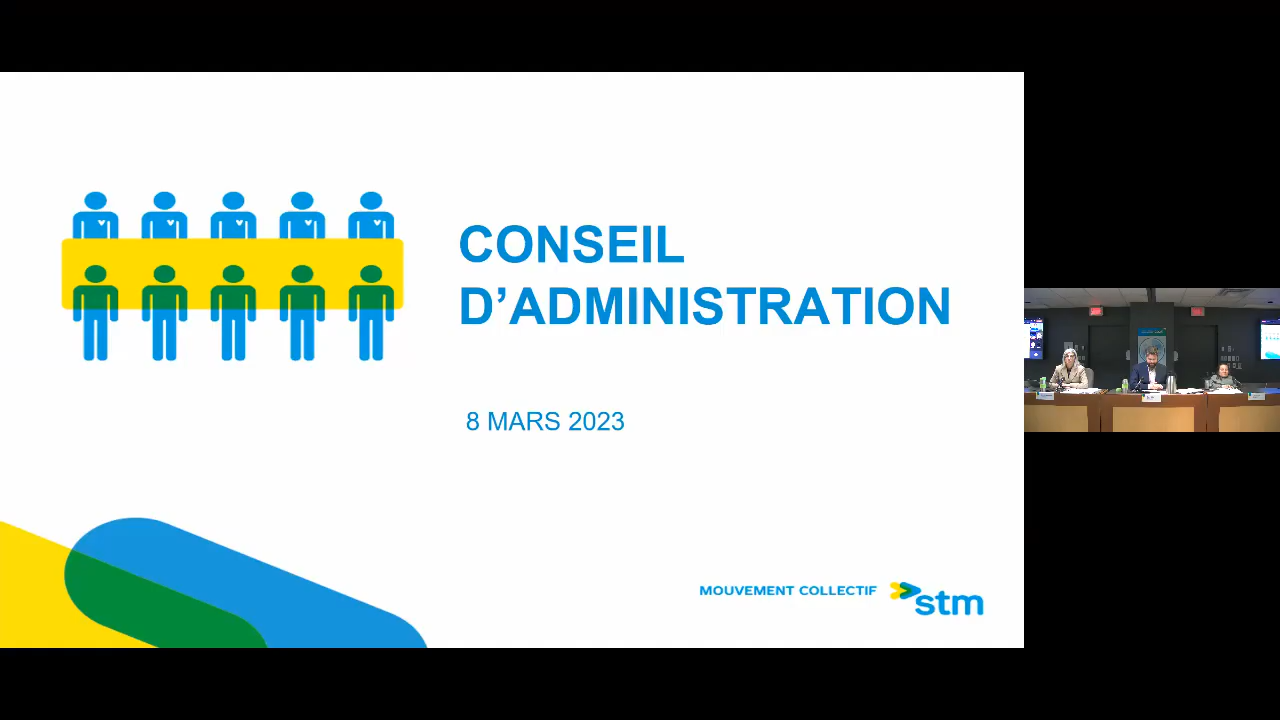 CONSEIL
D’ADMINISTRATION
8 MARS 2023
MOUVEMENT COLLECTIF
stm